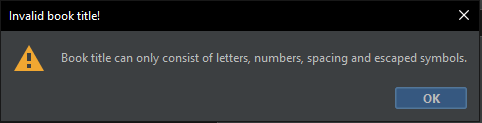 Invalid book title!
Book title can only consist of letters, numbers, spacing and escaped symbols.
OK